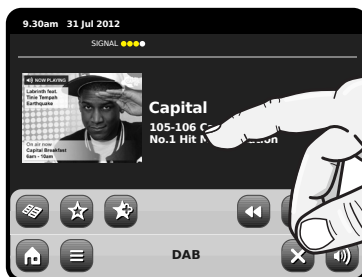 9.30am 31 Jul 2012
SIGNAL
NOW PLAYING
Labrinth feat.
Tinie Tempah
Earthquake
On air now
Capital Breakfast
6am - 10am
Capital
105-106
No.1 Hit
DAB